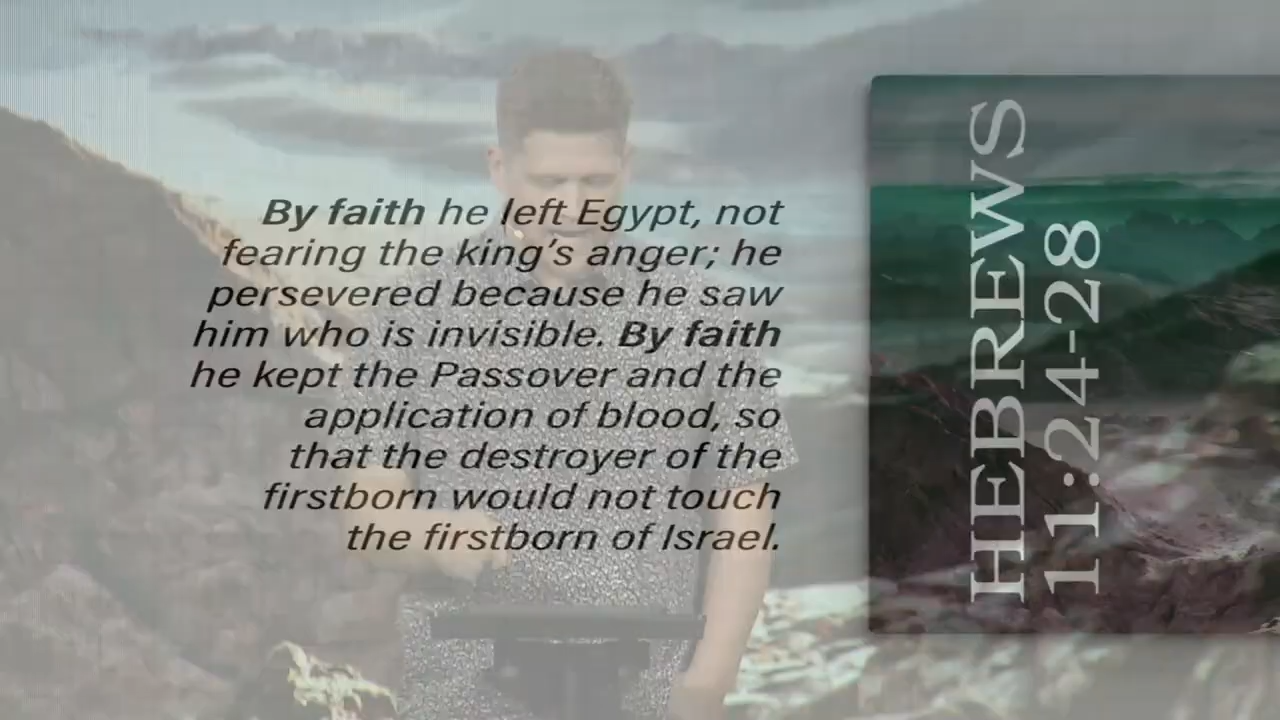 By faith he left Egypt, not
fearing the king's anger; he
persevered because he saw
him who is invisible. By faith
he kept the Passover and the
application of blood, so
that the destroyer of the
firstborn would not touch
the firstborn of Israel.
HEBREWS
11:24-28